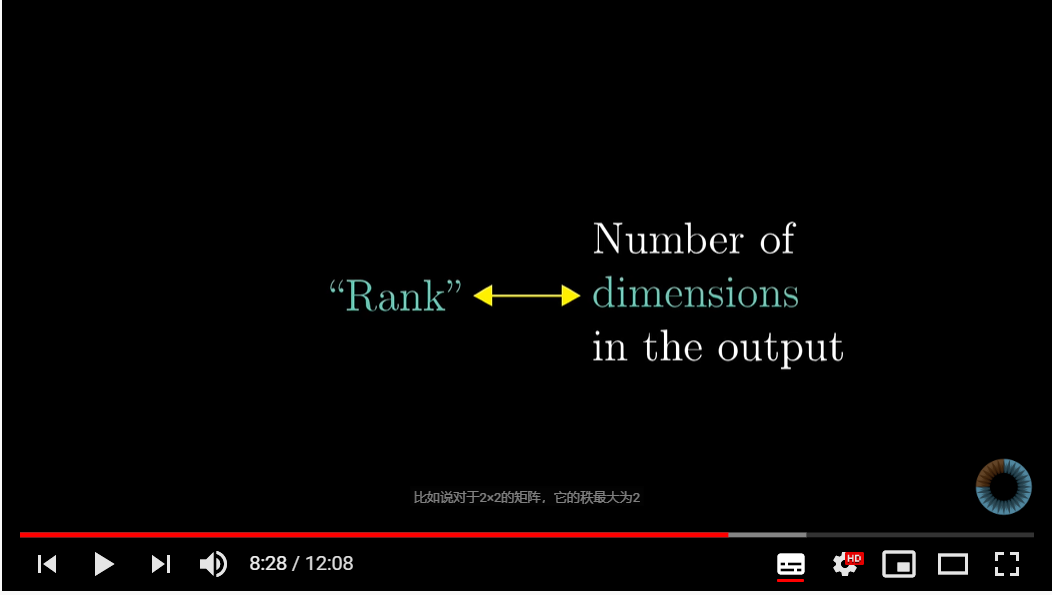 Number of
“Rank” dimensions
in the output
比如说对于2×2的矩阵，它的秩最大为2
8:28 / 12:08
HD